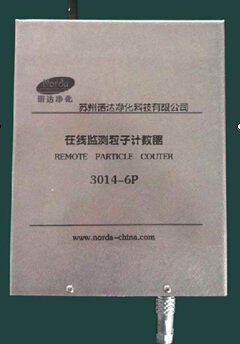 Norda
诺达净化
苏州诺达净化科技有限公司
在线监测粒子计数器
REMOTE PARTICLE COUTER
3014-6P
www.norda-china.com